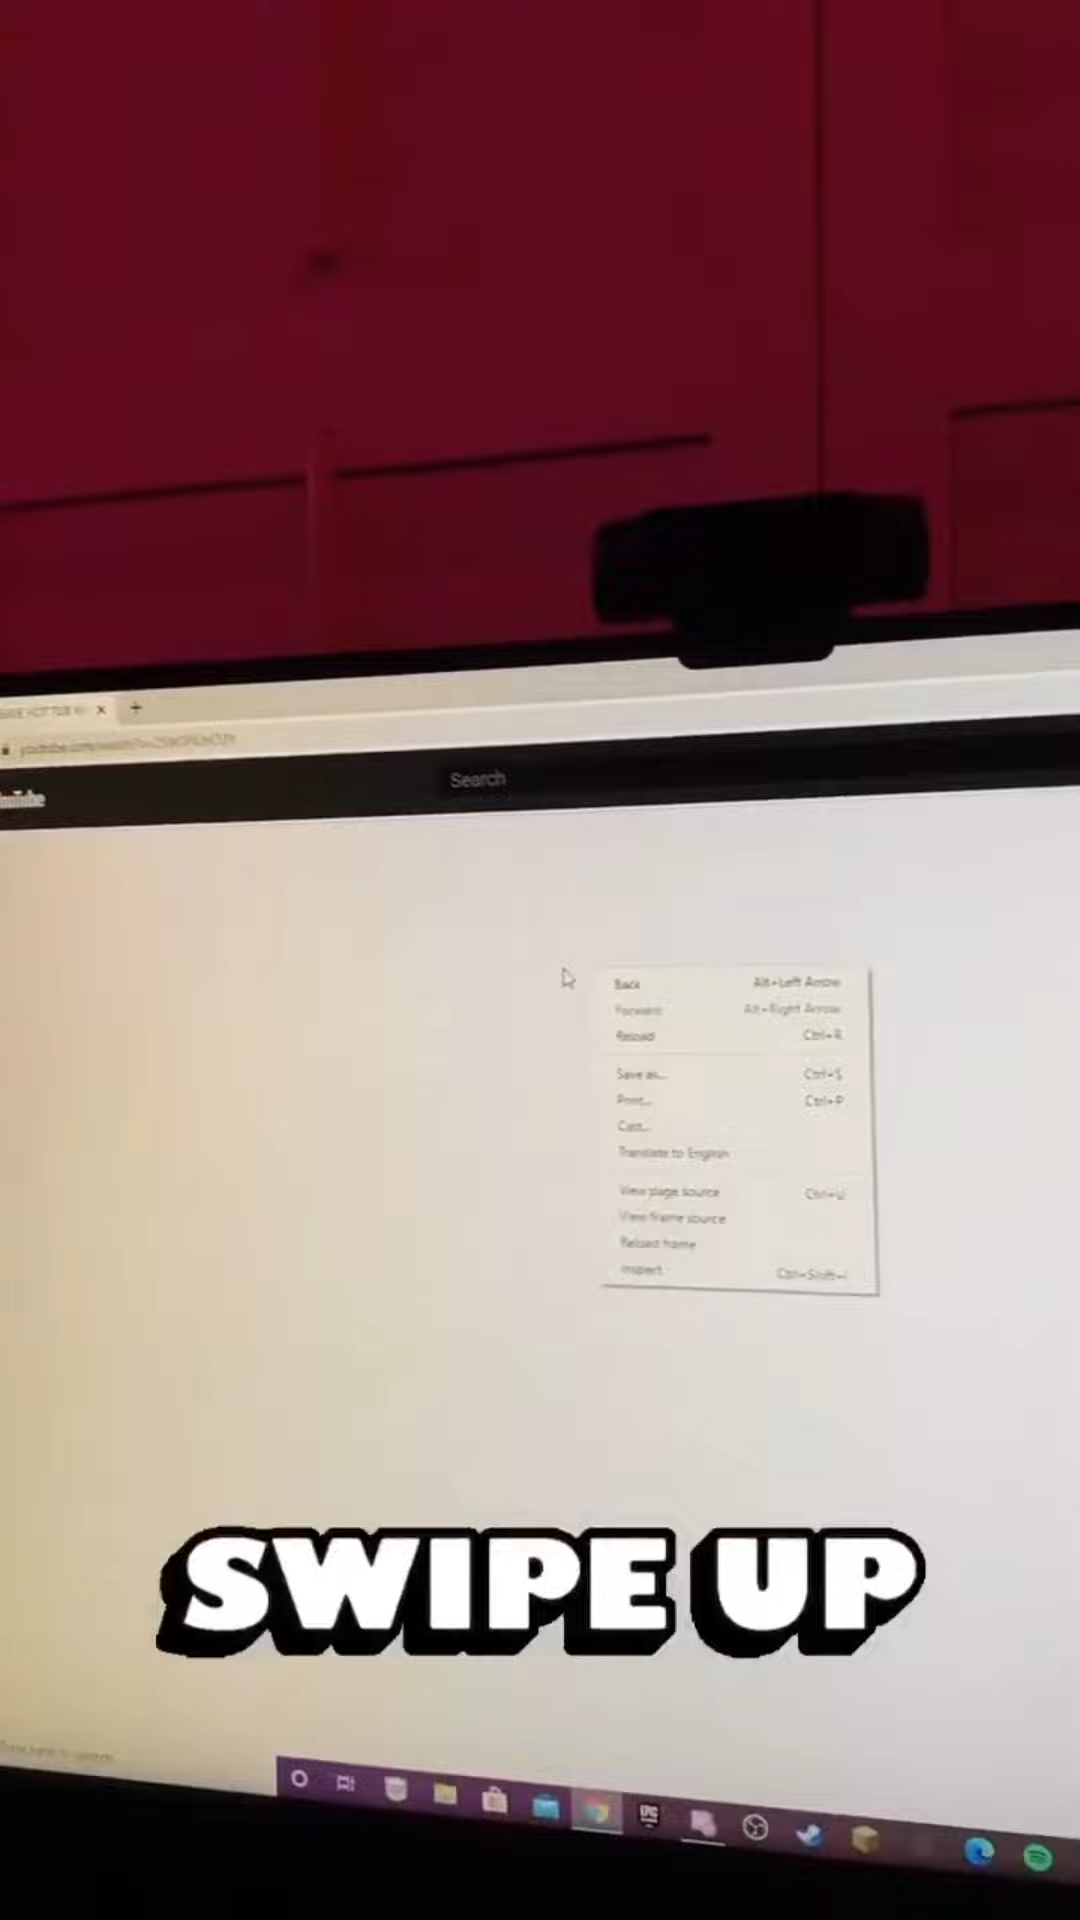 Search
Back Alt+Left Arrow
Forward Alt+Right Arrow
Reload Ctrl+R
Save as... Ctrl+S
Print... Ctrl+P
Cast...
Translate to English
View page source Ctrl+U
View frame source
Reload frame
Inspect Ctrl+Shift+I
SWIPE UP
EPIC